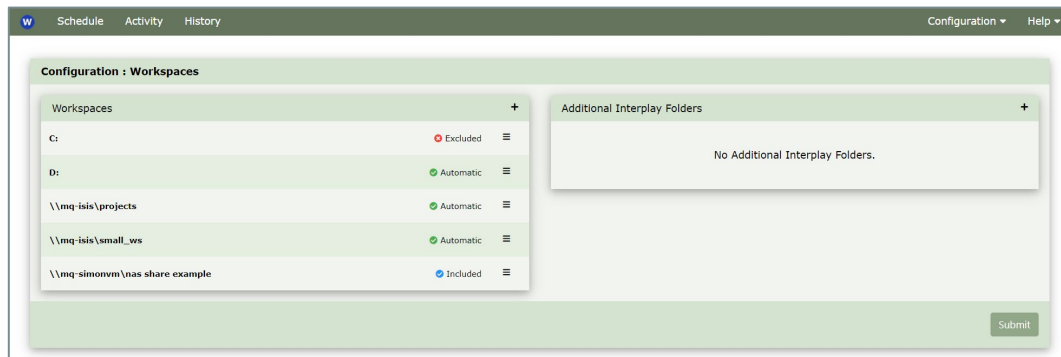 W Schedule Activity History Configuration Help
Configuration : Workspaces
Workspaces +
C: Excluded
D: Automatic
\\mq-isis\projects Automatic
\\mq-isis\small_ws Automatic
\\mq-simonvm\nas share example Included
Additional Interplay Folders +
No Additional Interplay Folders.
Submit